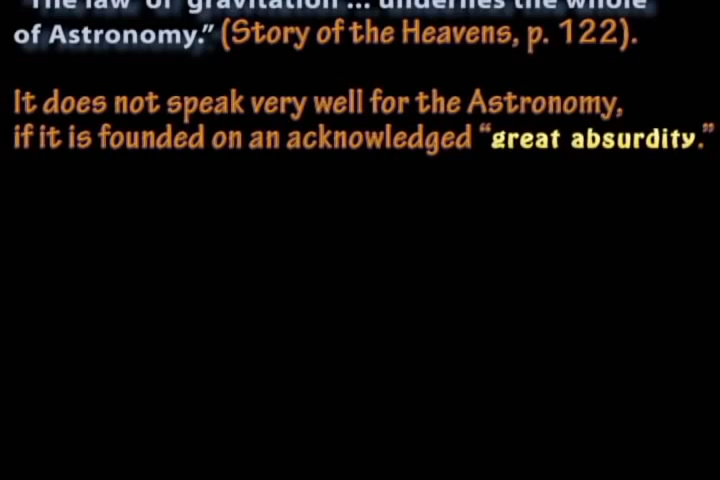 "The law of gravitation ... underlies the whole
of Astronomy." (Story of the Heavens, p. 122).
It does not speak very well for the Astronomy,
if it is founded on an acknowledged "great absurdity."